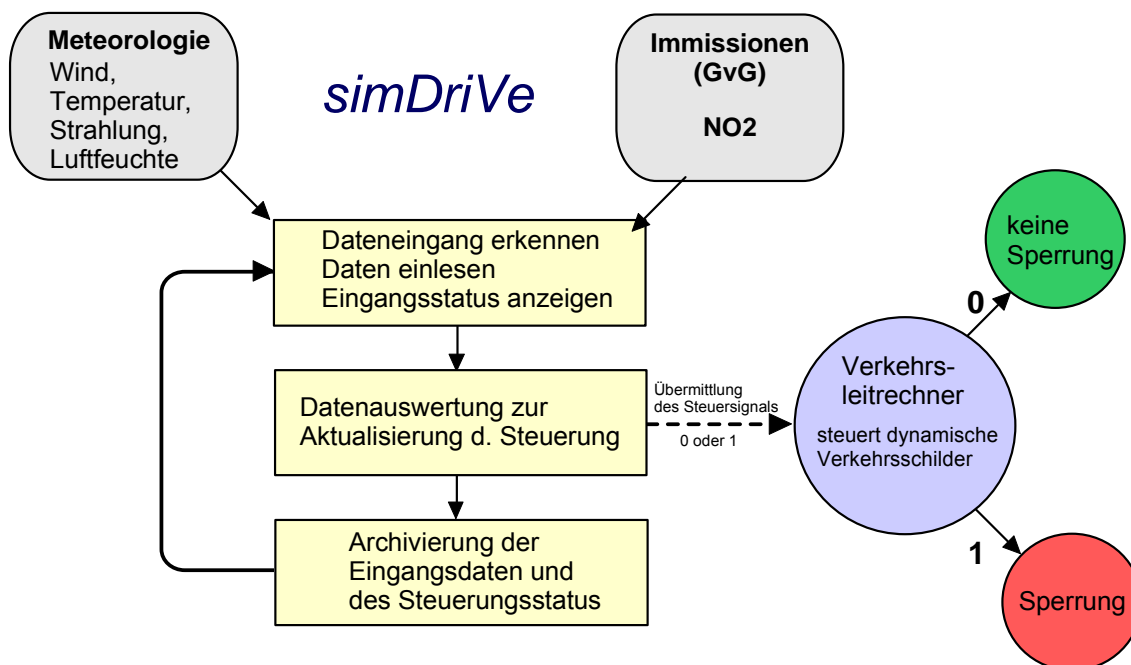 Meteorologie
Wind,
Temperatur,
Strahlung,
Luftfeuchte
simDriVe
Immissionen
(GvG)
NO2
Dateneingang erkennen
Daten einlesen
Eingangsstatus anzeigen
Datenauswertung zur
Aktualisierung d. Steuerung
Übermittlung
des Steuersignals
0 oder 1
Archivierung der
Eingangsdaten und
des Steuerungsstatus
Verkehrs-
leitrechner
steuert dynamische
Verkehrsschilder
0
keine
Sperrung
1
Sperrung